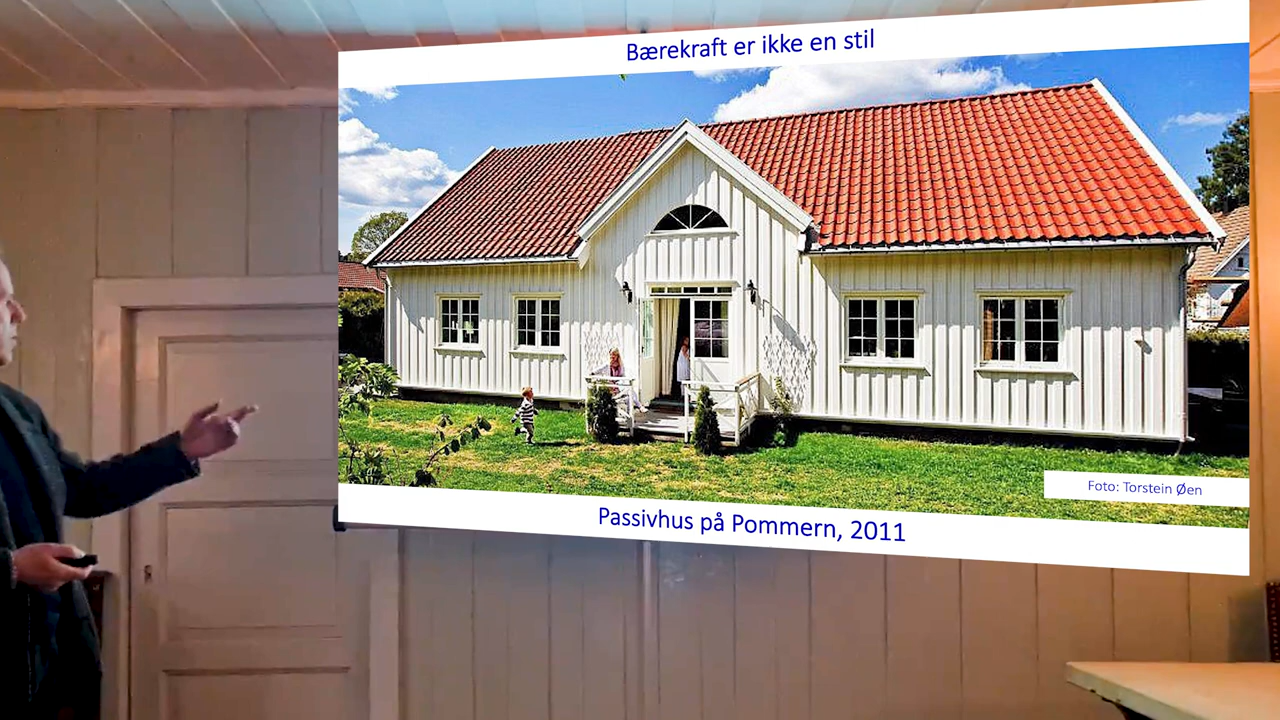 Bærekraft er ikke en stil
Foto: Torstein Øen
Passivhus på Pommern, 2011